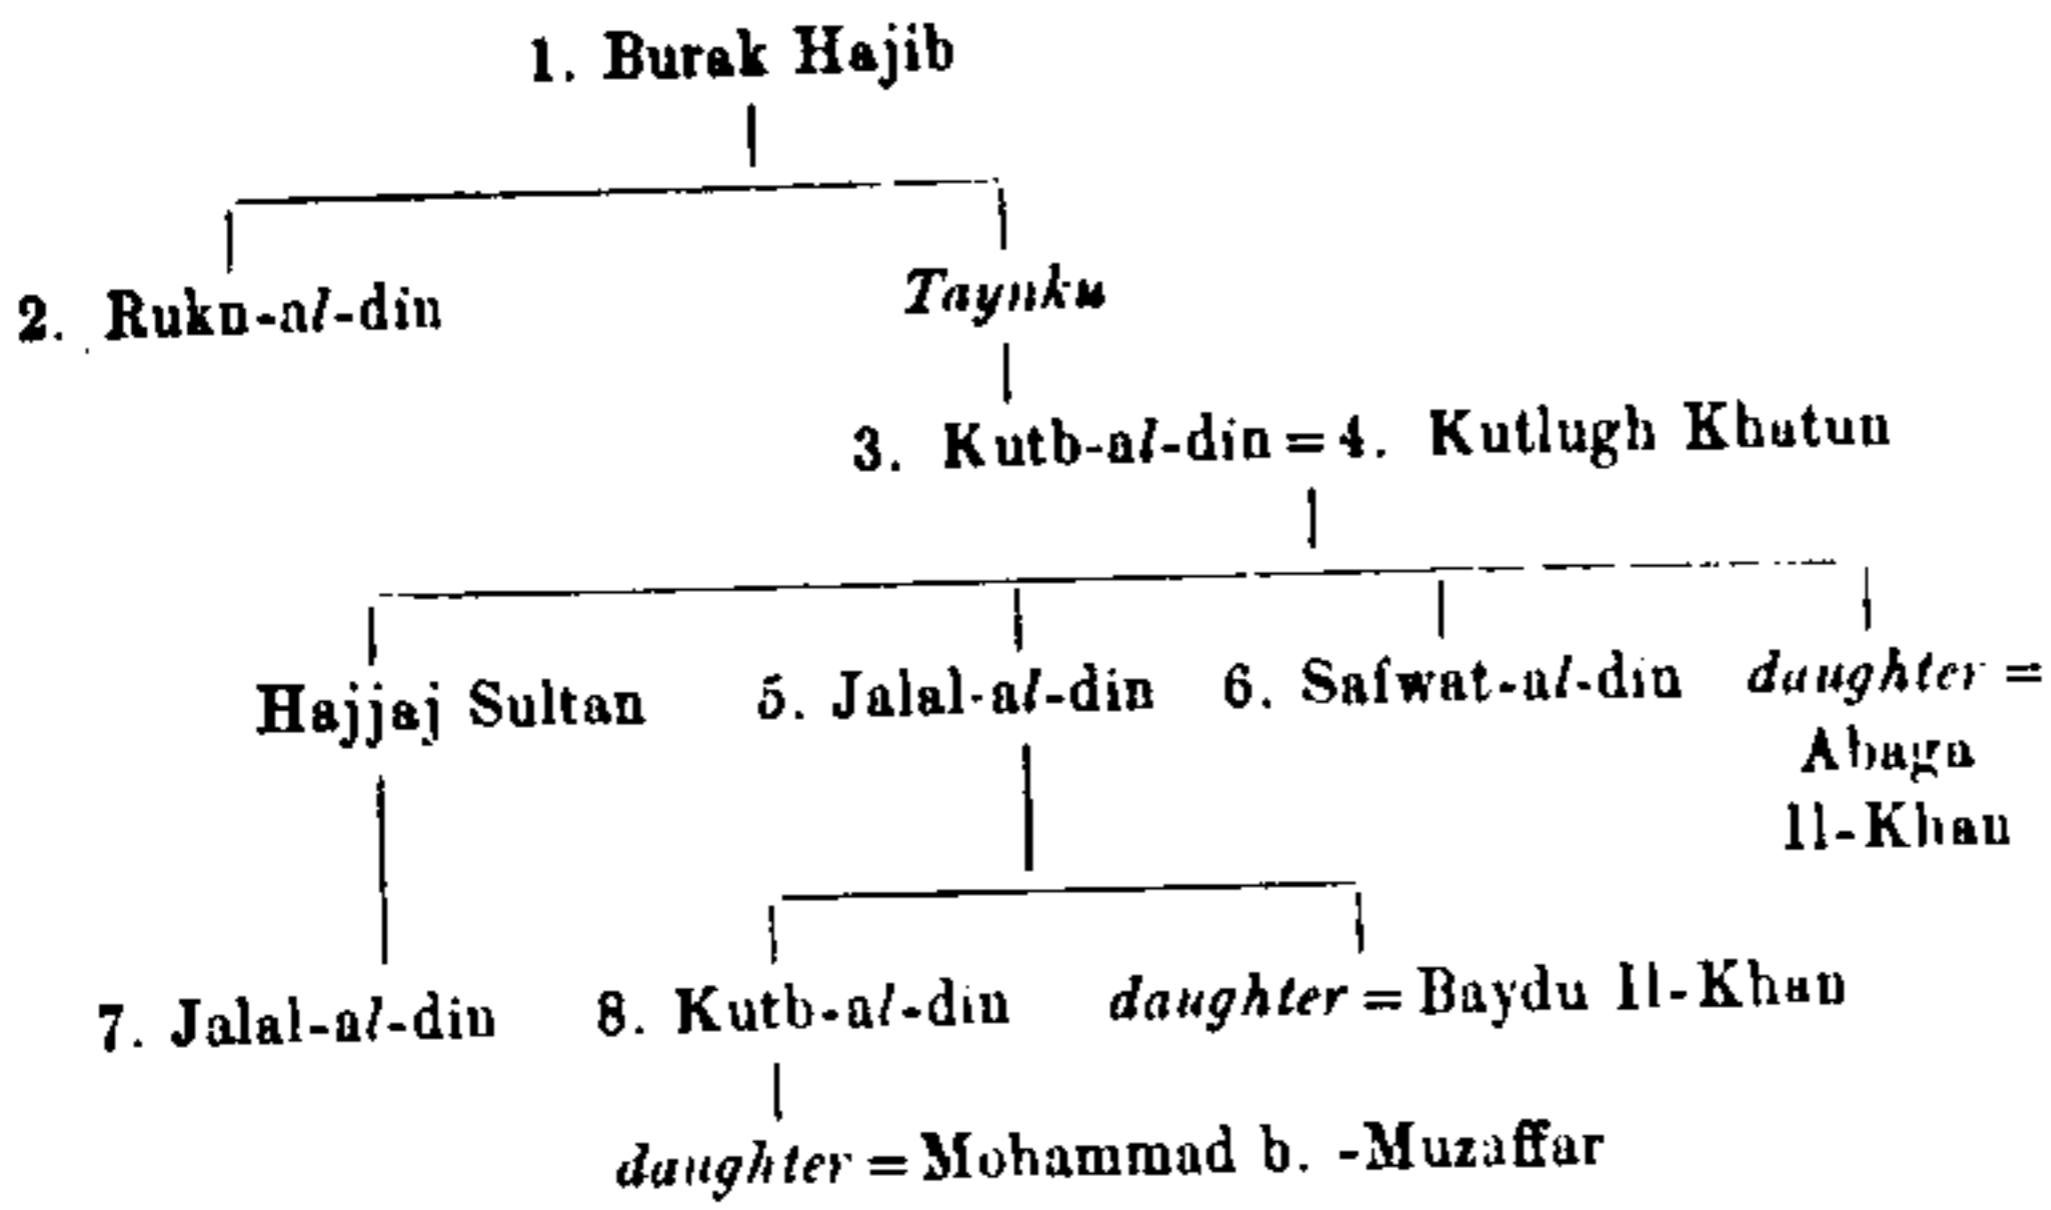 1. Burak Hajib
2. Rukn-al-din Taynku
3. Kutb-al-din = 4. Kutlugh Khatun
Hajjaj Sultan 5. Jalal-al-din 6. Safwat-al-din daughter =
Abaga
Il-Khan
7. Jalal-al-din 8. Kutb-al-din daughter = Baydu Il-Khan
daughter = Mohammad b. -Muzaffar